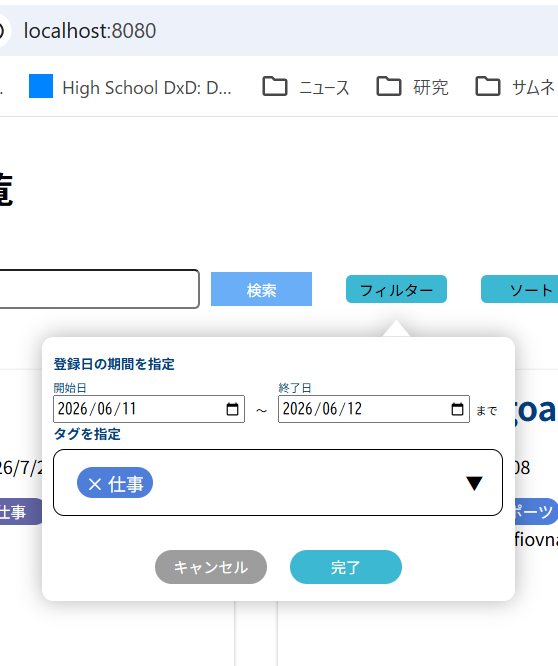 localhost:8080
High School DxD: D... ニュース 研究 サムネ
覧
検索 フィルター ソート
登録日の期間を指定
開始日 終了日
2026/06/11 ～ 2026/06/12 まで
タグを指定
× 仕事 ▼
キャンセル 完了
goa
26/7/2 08
仕事 ポーツ
fiovna